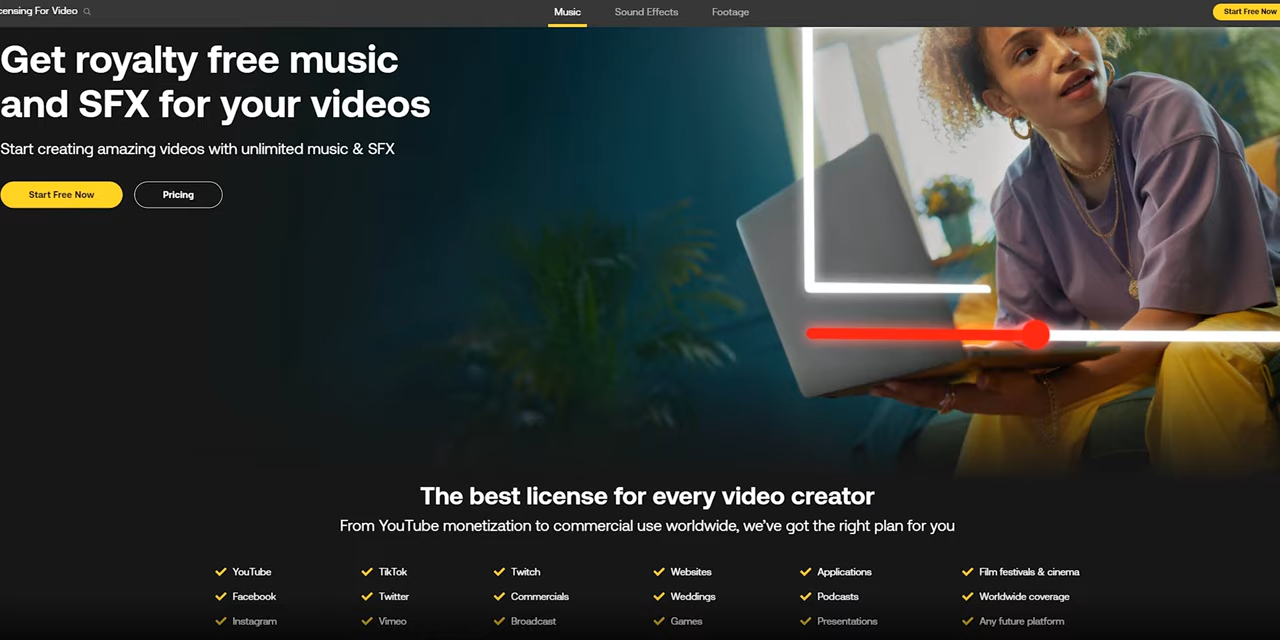 censing For Video
Music
Sound Effects
Footage
Start Free Now
Get royalty free music
and SFX for your videos
Start creating amazing videos with unlimited music & SFX
Start Free Now
Pricing
The best license for every video creator
From YouTube monetization to commercial use worldwide, we've got the right plan for you
YouTube TikTok Twitch Websites Applications Film festivals & cinema
Facebook Twitter Commercials Weddings Podcasts Worldwide coverage
Instagram Vimeo Broadcast Games Presentations Any future platform